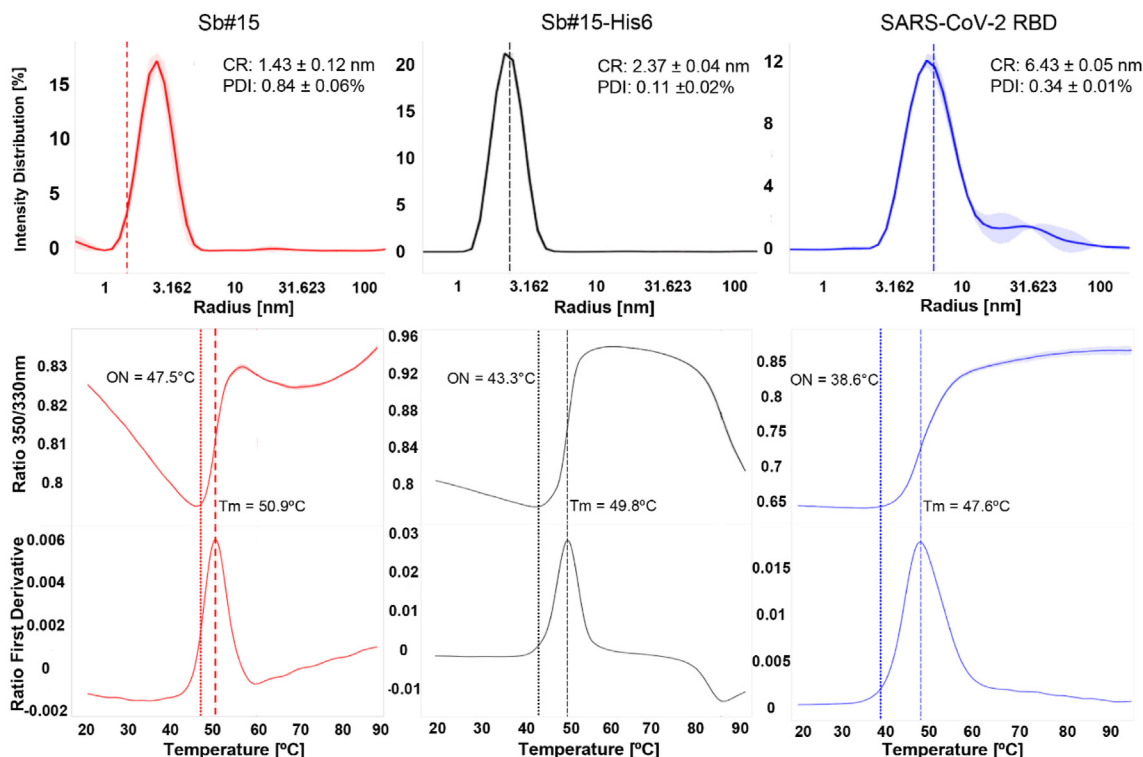 Sb#15
Sb#15-His6
SARS-CoV-2 RBD
Intensity Distribution [%]
15
10
5
0
CR: 1.43 ± 0.12 nm
PDI: 0.84 ± 0.06%
1 3.162 10 31.623 100
Radius [nm]
20
15
10
5
0
CR: 2.37 ± 0.04 nm
PDI: 0.11 ±0.02%
1 3.162 10 31.623 100
Radius [nm]
12
8
4
0
CR: 6.43 ± 0.05 nm
PDI: 0.34 ± 0.01%
1 3.162 10 31.623 100
Radius [nm]
Ratio 350/330nm
0.83
0.82
0.81
0.8
ON = 47.5°C
Tm = 50.9ºC
0.96
0.92
0.88
0.84
0.8
ON = 43.3°C
Tm = 49.8ºC
0.85
0.8
0.75
0.7
0.65
ON = 38.6°C
Tm = 47.6ºC
Ratio First Derivative
0.006
0.004
0.002
0
-0.002
20 30 40 50 60 70 80 90
Temperature [ºC]
0.03
0.02
0.01
0
-0.01
20 30 40 50 60 70 80 90
Temperature [ºC]
0.015
0.01
0.005
0
20 30 40 50 60 70 80 90
Temperature [ºC]